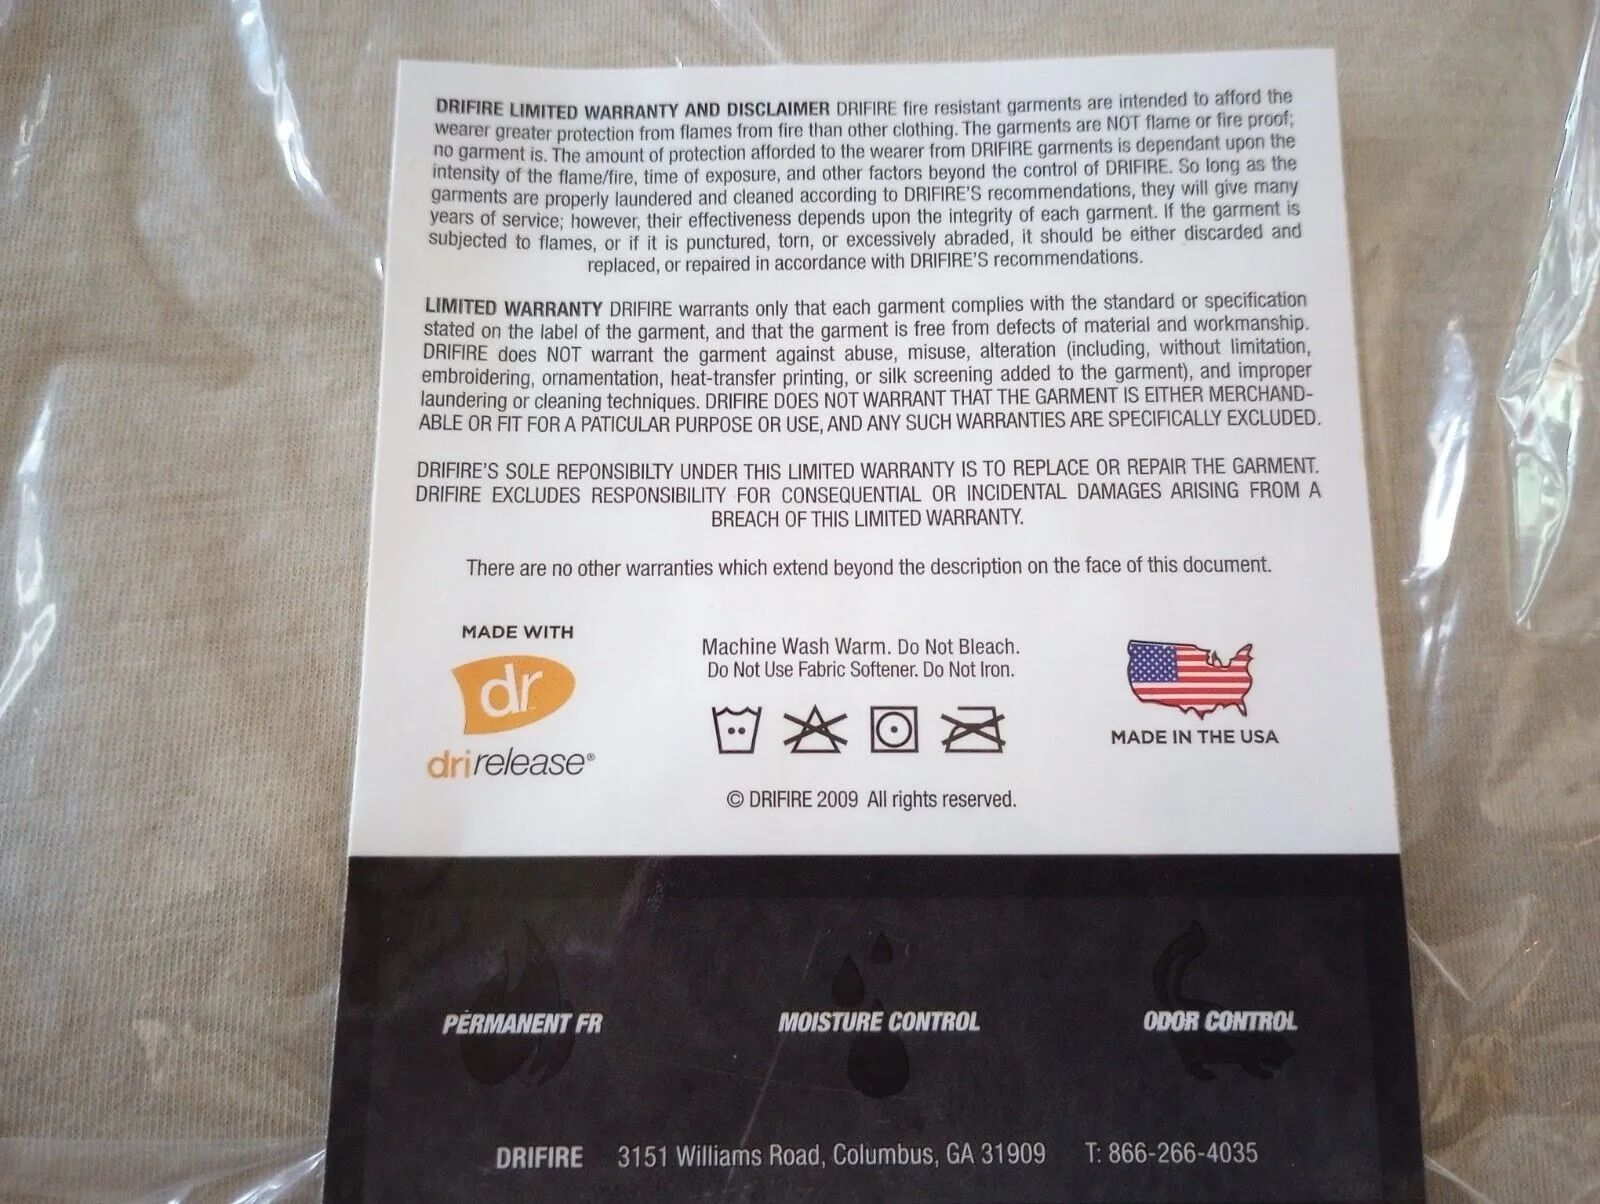 DRIFIRE LIMITED WARRANTY AND DISCLAIMER DRIFIRE fire resistant garments are intended to afford the
wearer greater protection from flames from fire than other clothing. The garments are NOT flame or fire proof;
no garment is. The amount of protection afforded to the wearer from DRIFIRE garments is dependant upon the
intensity of the flame/fire, time of exposure, and other factors beyond the control of DRIFIRE. So long as the
garments are properly laundered and cleaned according to DRIFIRE'S recommendations, they will give many
years of service; however, their effectiveness depends upon the integrity of each garment. If the garment is
subjected to flames, or if it is punctured, torn, or excessively abraded, it should be either discarded and
replaced, or repaired in accordance with DRIFIRE'S recommendations.
LIMITED WARRANTY DRIFIRE warrants only that each garment complies with the standard or specification
stated on the label of the garment, and that the garment is free from defects of material and workmanship.
DRIFIRE does NOT warrant the garment against abuse, misuse, alteration (including, without limitation,
embroidering, ornamentation, heat-transfer printing, or silk screening added to the garment), and improper
laundering or cleaning techniques. DRIFIRE DOES NOT WARRANT THAT THE GARMENT IS EITHER MERCHAND-
ABLE OR FIT FOR A PATICULAR PURPOSE OR USE, AND ANY SUCH WARRANTIES ARE SPECIFICALLY EXCLUDED.
DRIFIRE'S SOLE REPONSIBILTY UNDER THIS LIMITED WARRANTY IS TO REPLACE OR REPAIR THE GARMENT.
DRIFIRE EXCLUDES RESPONSIBILITY FOR CONSEQUENTIAL OR INCIDENTAL DAMAGES ARISING FROM A
BREACH OF THIS LIMITED WARRANTY.
There are no other warranties which extend beyond the description on the face of this document.
MADE WITH
dr
drirelease®
Machine Wash Warm. Do Not Bleach.
Do Not Use Fabric Softener. Do Not Iron.
MADE IN THE USA
© DRIFIRE 2009 All rights reserved.
PERMANENT FR MOISTURE CONTROL ODOR CONTROL
DRIFIRE 3151 Williams Road, Columbus, GA 31909 T: 866-266-4035